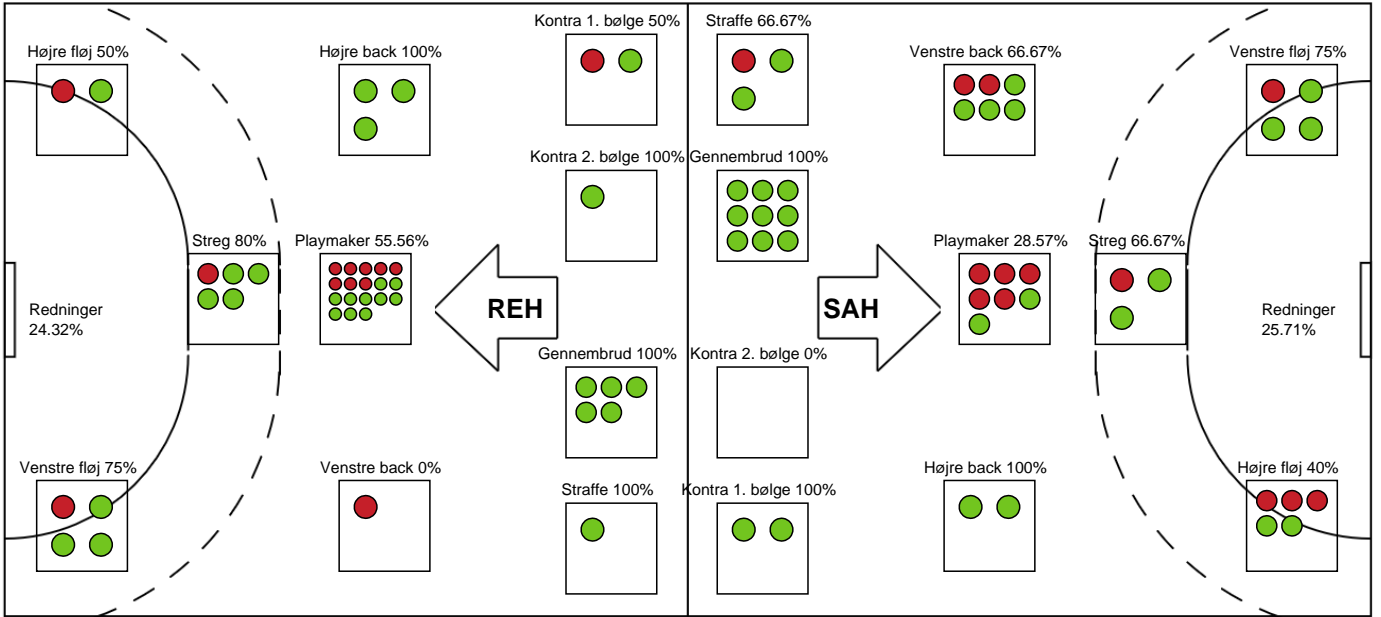 Kontra 1. bølge 50%
Straffe 66.67%
Højre fløj 50%
Højre back 100%
Venstre back 66.67%
Venstre fløj 75%
Kontra 2. bølge 100%
Gennembrud 100%
Streg 80%
Playmaker 55.56%
Playmaker 28.57%
Streg 66.67%
Redninger
24.32%
REH
SAH
Redninger
25.71%
Gennembrud 100%
Kontra 2. bølge 0%
Venstre fløj 75%
Venstre back 0%
Straffe 100%
Kontra 1. bølge 100%
Højre back 100%
Højre fløj 40%